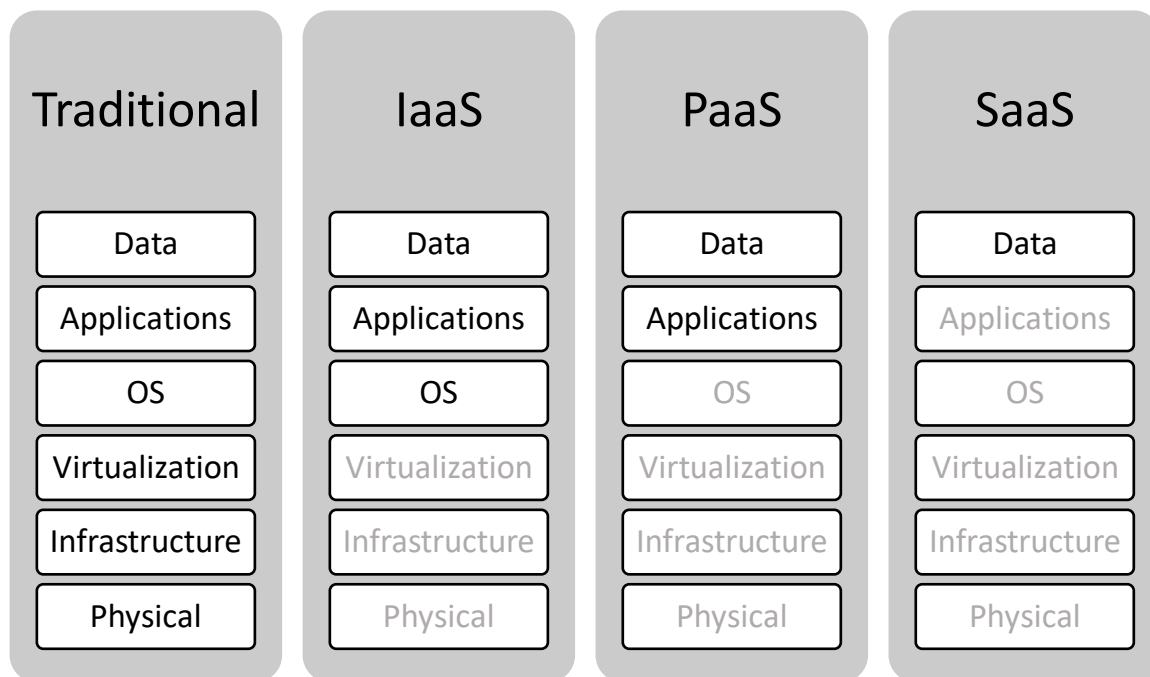 Traditional
Data
Applications
OS
Virtualization
Infrastructure
Physical
IaaS
Data
Applications
OS
Virtualization
Infrastructure
Physical
PaaS
Data
Applications
OS
Virtualization
Infrastructure
Physical
SaaS
Data
Applications
OS
Virtualization
Infrastructure
Physical